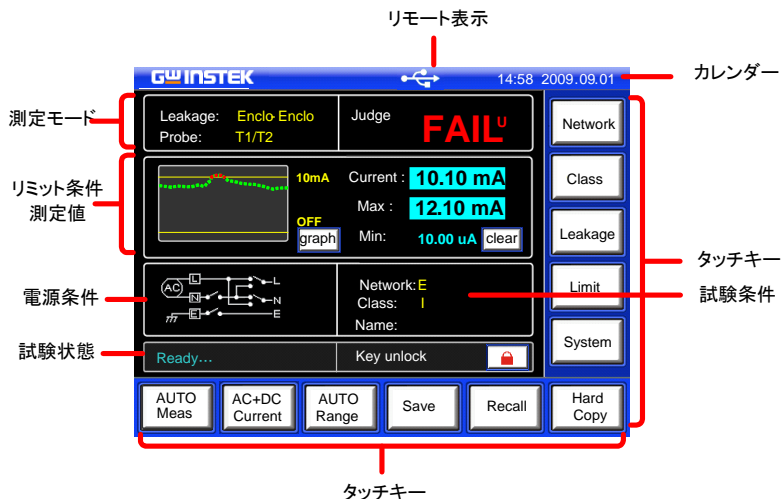 リモート表示
GWINSTEK
14:58 2009.09.01
カレンダー
測定モード
Leakage: Enclo-Enclo
Probe: T1/T2
Judge
FAIL U
Network
リミット条件
測定値
10mA
OFF
graph
Current : 10.10 mA
Max : 12.10 mA
Min: 10.00 uA
clear
Class
Leakage
タッチキー
電源条件
AC
L
N
E
L
N
E
Network: E
Class: I
Name:
Limit
試験条件
試験状態
Ready...
Key unlock
System
AUTO
Meas
AC+DC
Current
AUTO
Range
Save
Recall
Hard
Copy
タッチキー